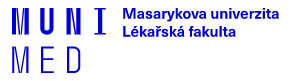 MUNI
MED
Masarykova univerzita
Lékařská fakulta